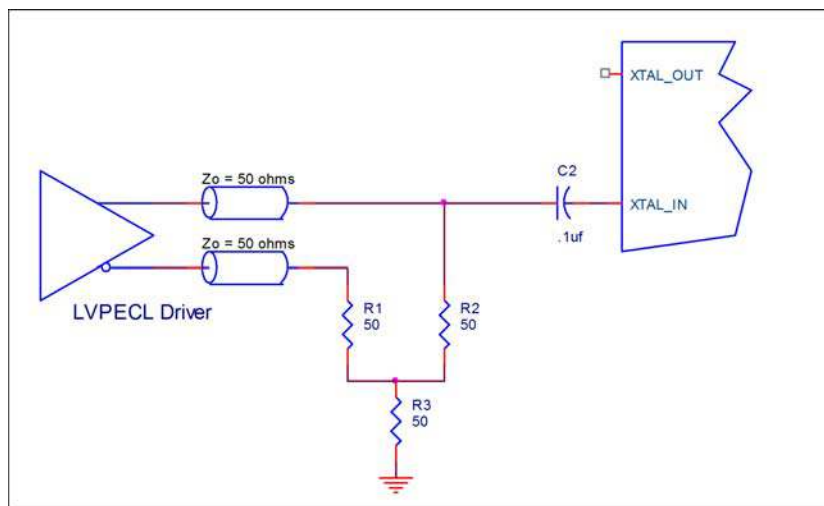 XTAL_OUT
Zo = 50 ohms
C2
XTAL_IN
.1uf
Zo = 50 ohms
LVPECL Driver
R1
50
R2
50
R3
50